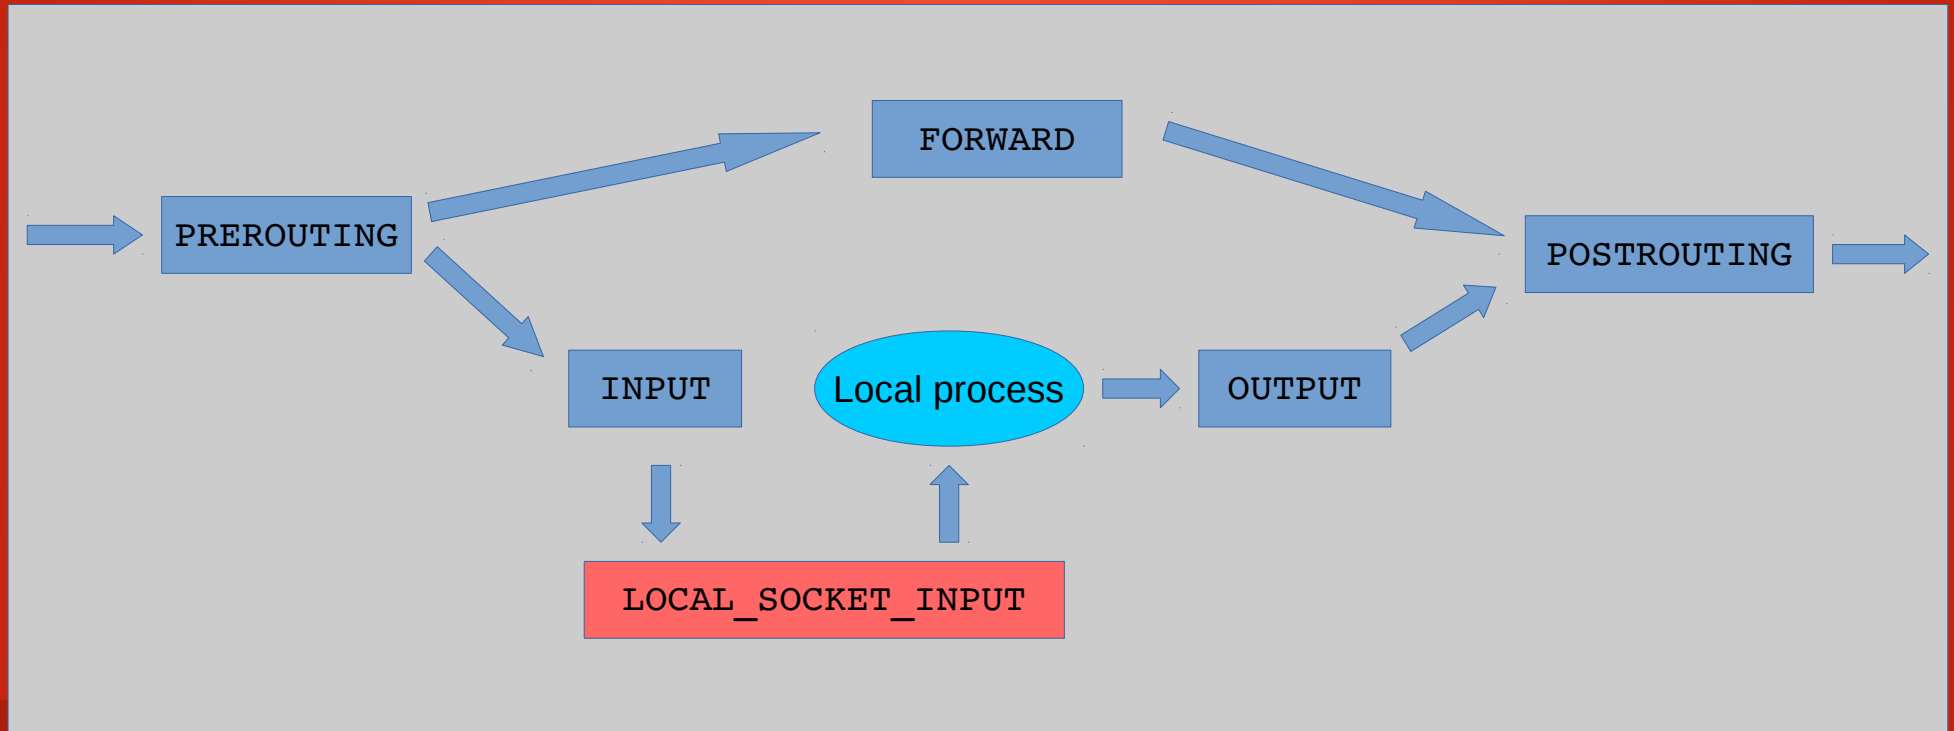 FORWARD
PREROUTING
POSTROUTING
INPUT
Local process
OUTPUT
LOCAL_SOCKET_INPUT